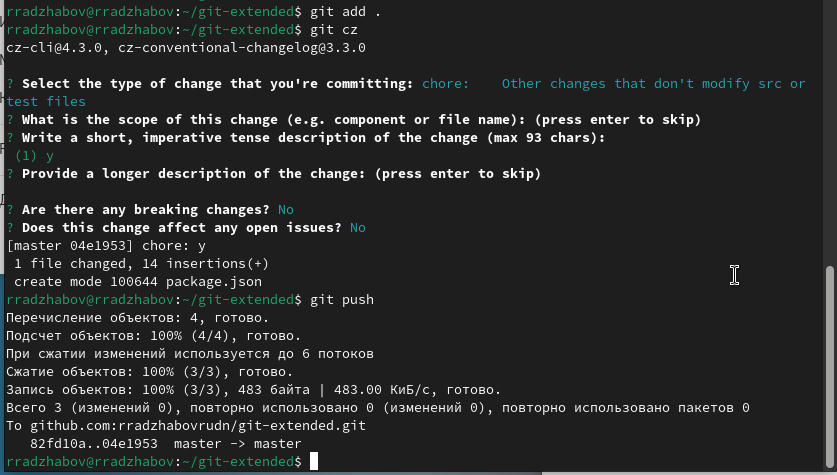 rradzhabov@rradzhabov:~/git-extended$ git add .
rradzhabov@rradzhabov:~/git-extended$ git cz
cz-cli@4.3.0, cz-conventional-changelog@3.3.0
? Select the type of change that you're committing: chore:    Other changes that don't modify src or
test files
? What is the scope of this change (e.g. component or file name): (press enter to skip)
? Write a short, imperative tense description of the change (max 93 chars):
 (1) y
? Provide a longer description of the change: (press enter to skip)
? Are there any breaking changes? No
? Does this change affect any open issues? No
[master 04e1953] chore: y
 1 file changed, 14 insertions(+)
 create mode 100644 package.json
rradzhabov@rradzhabov:~/git-extended$ git push
Перечисление объектов: 4, готово.
Подсчет объектов: 100% (4/4), готово.
При сжатии изменений используется до 6 потоков
Сжатие объектов: 100% (3/3), готово.
Запись объектов: 100% (3/3), 483 байта | 483.00 КиБ/с, готово.
Всего 3 (изменений 0), повторно использовано 0 (изменений 0), повторно использовано пакетов 0
To github.com:rradzhabovrudn/git-extended.git
   82fd10a..04e1953  master -> master
rradzhabov@rradzhabov:~/git-extended$